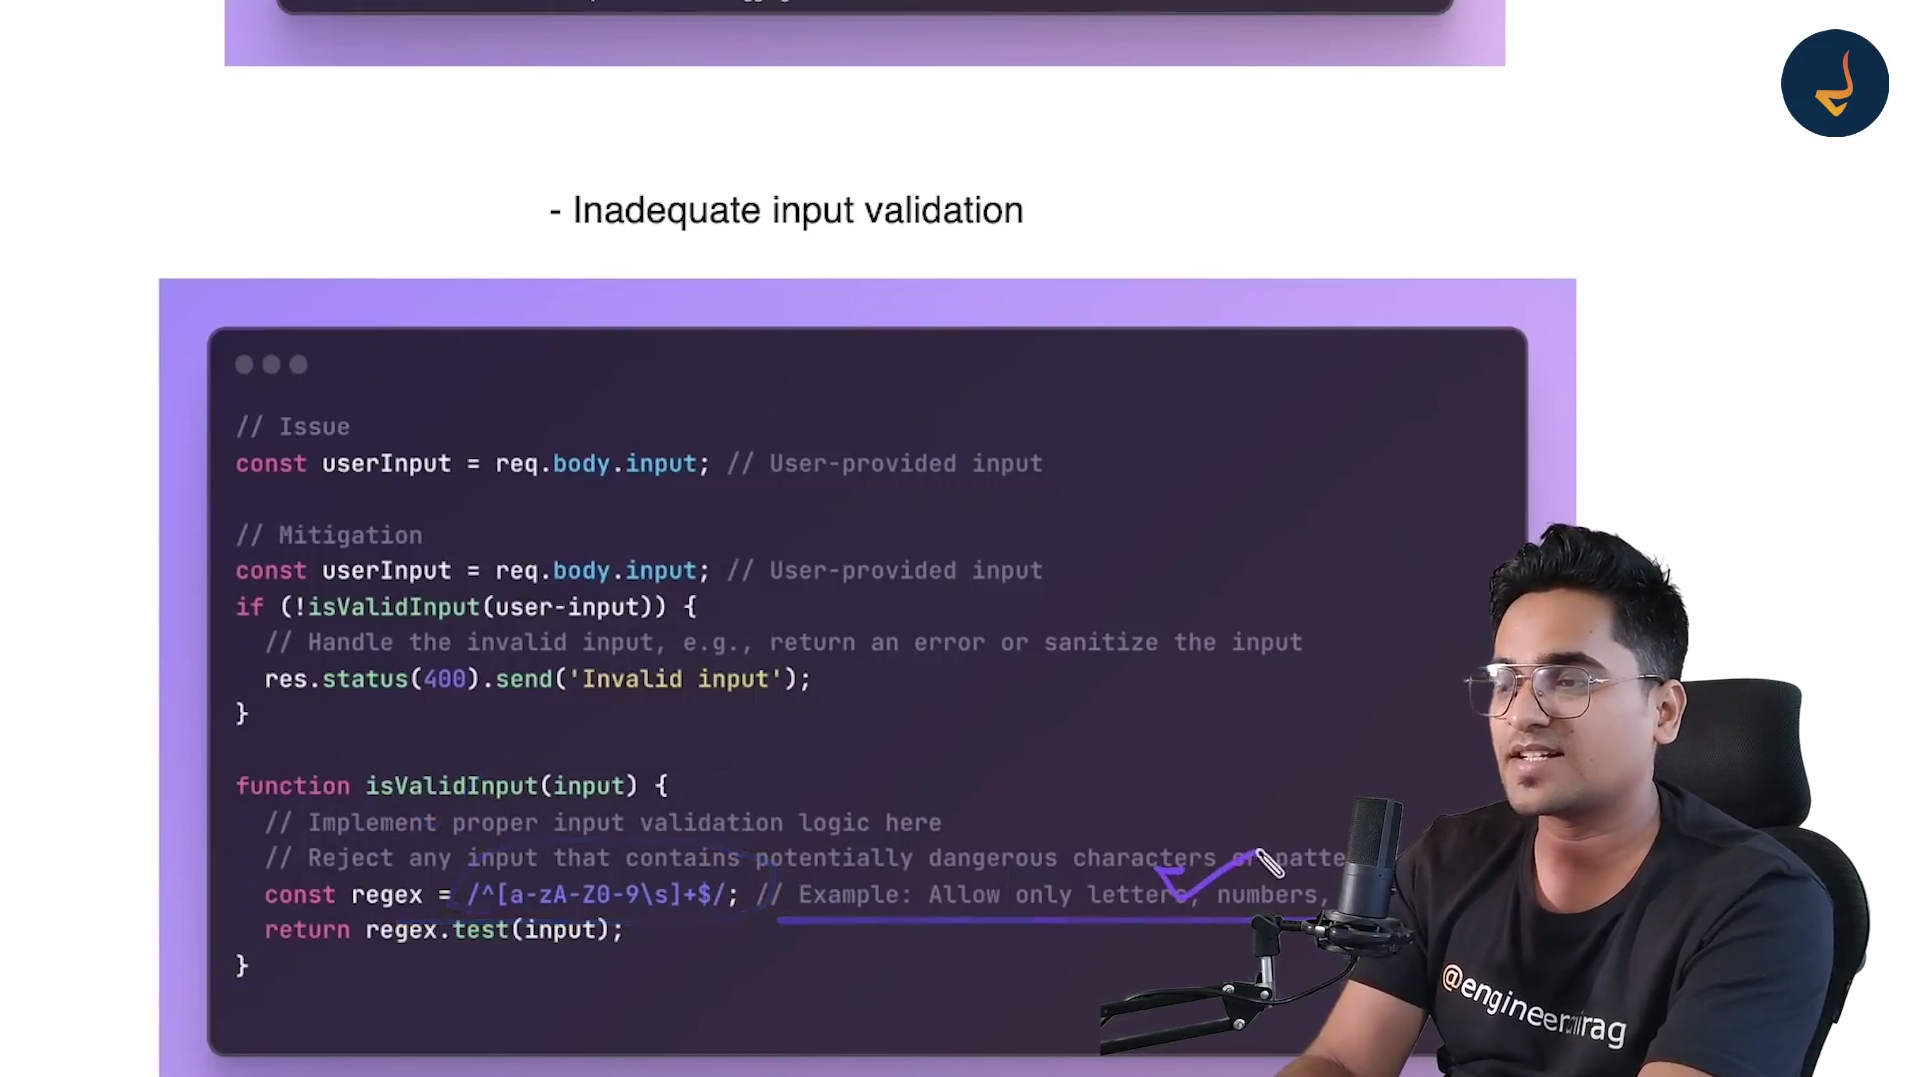 - Inadequate input validation
// Issue
const userInput = req.body.input; // User-provided input
// Mitigation
const userInput = req.body.input; // User-provided input
if (!isValidInput(user-input)) {
// Handle the invalid input, e.g., return an error or sanitize the input
res.status(400).send('Invalid input');
}
function isValidInput(input) {
// Implement proper input validation logic here
// Reject any input that contains potentially dangerous characters or patte
const regex = /^[a-zA-Z0-9\s]+$/; // Example: Allow only letters, numbers,
return regex.test(input);
}